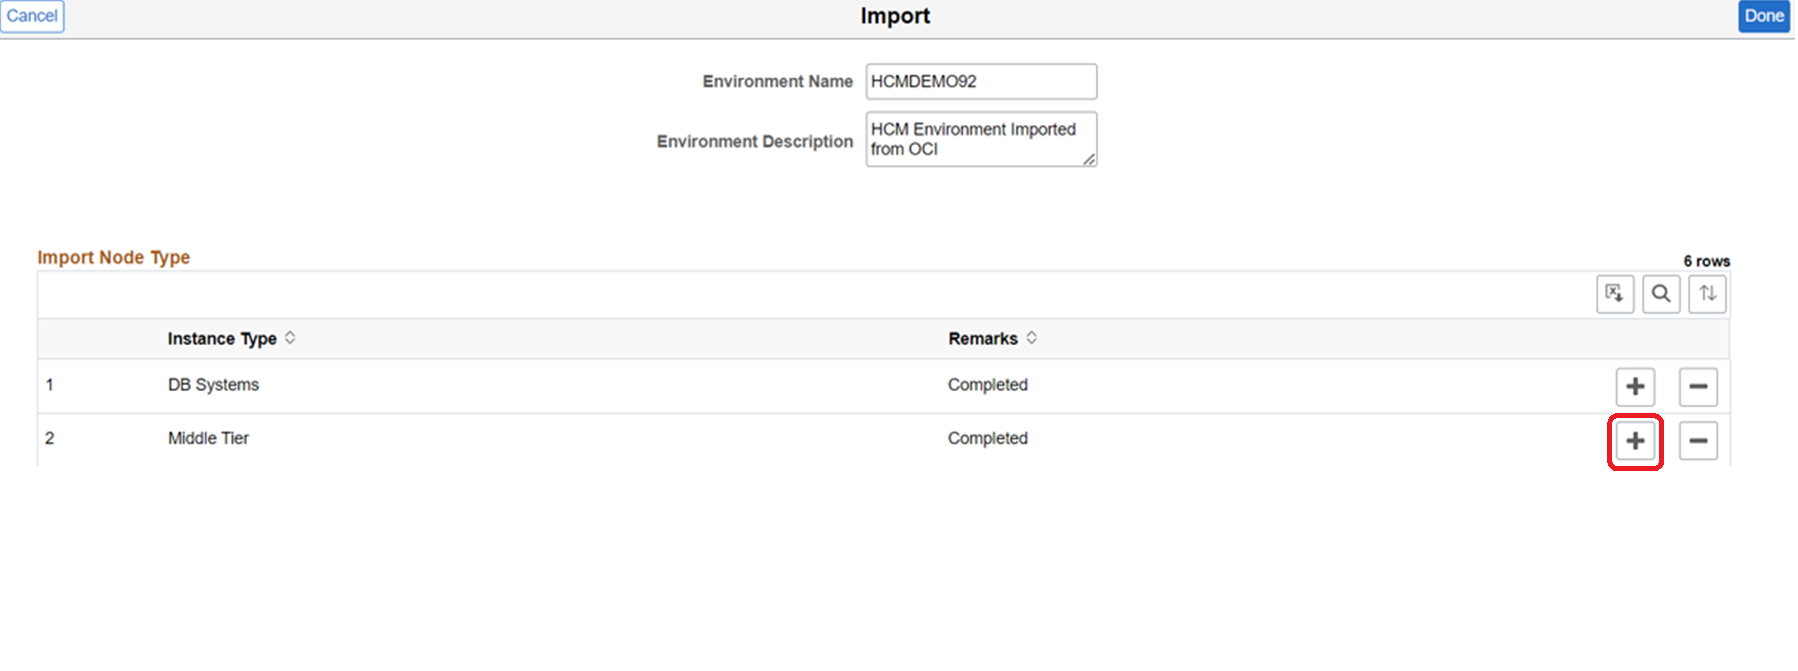 Cancel
Import
Done
Environment Name
HCMDEMO92
Environment Description
HCM Environment Imported
from OCI
Import Node Type
6 rows
Instance Type
Remarks
1
DB Systems
Completed
2
Middle Tier
Completed